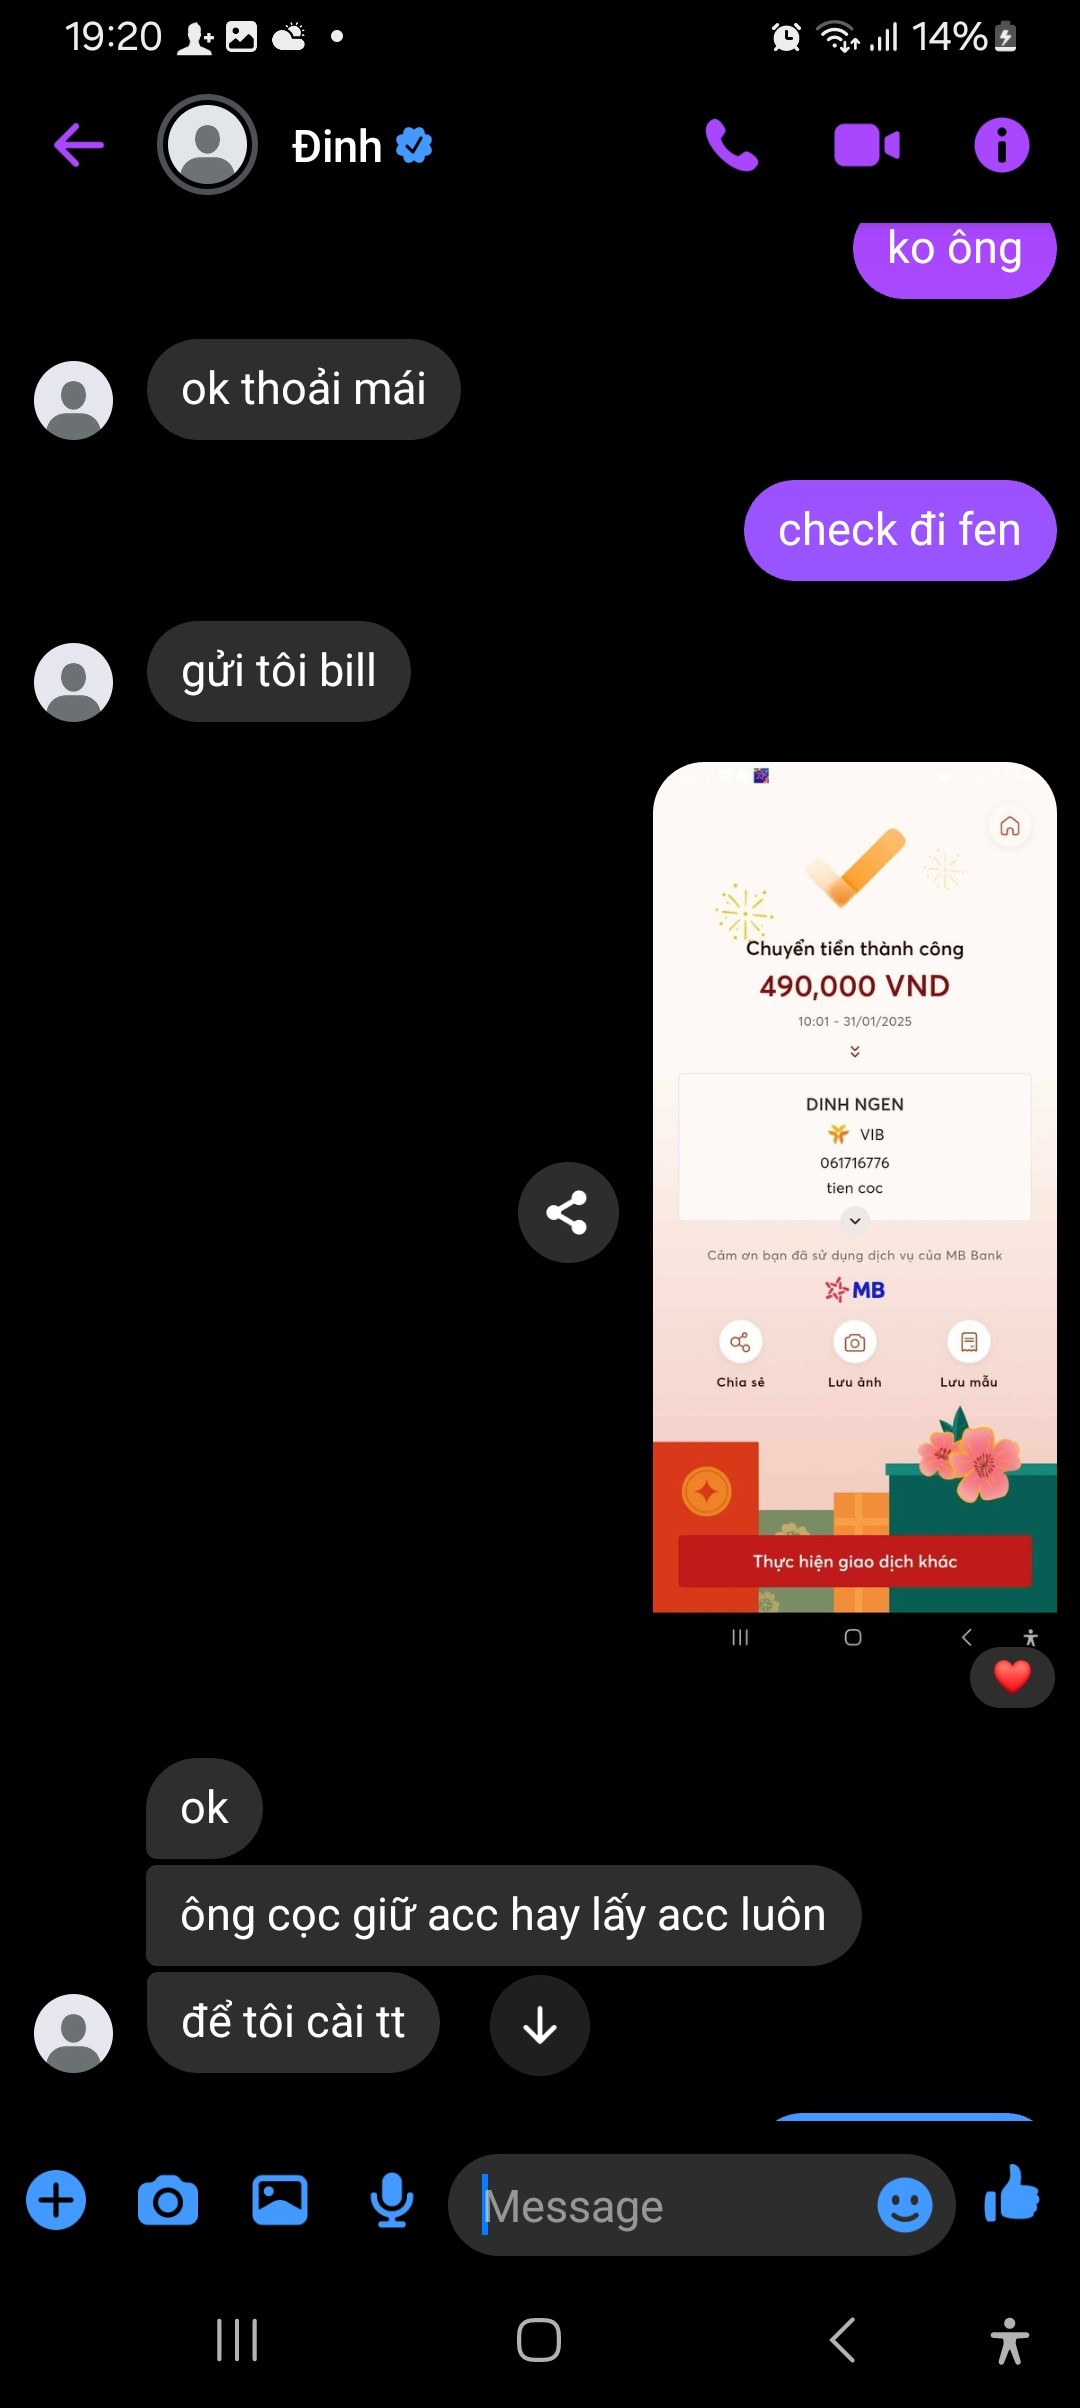 19:20
14%
Đinh
ko ông
ok thoải mái
check đi fen
gửi tôi bill
Chuyển tiền thành công
490,000 VND
10:01 - 31/01/2025
DINH NGEN
VIB
061716776
tien coc
Cảm ơn bạn đã sử dụng dịch vụ của MB Bank
MB
Chia sẻ
Lưu ảnh
Lưu mẫu
Thực hiện giao dịch khác
ok
ông cọc giữ acc hay lấy acc luôn
để tôi cài tt
Message